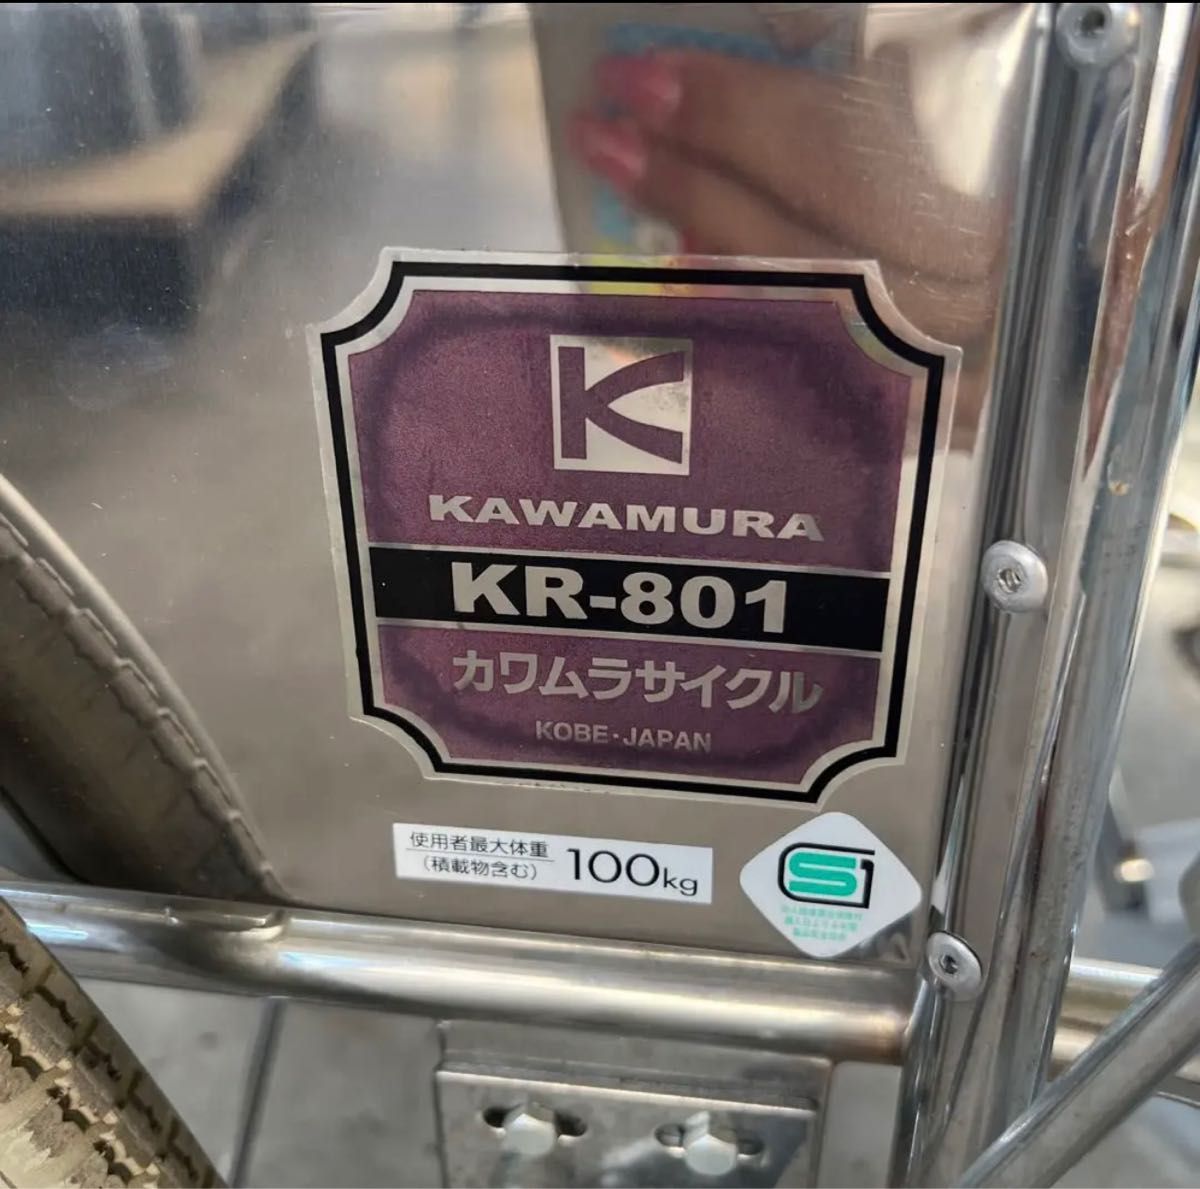 K
KAWAMURA
KR-801
カワムラサイクル
KOBE・JAPAN
使用者最大体重
(積載物含む)
100kg
SG